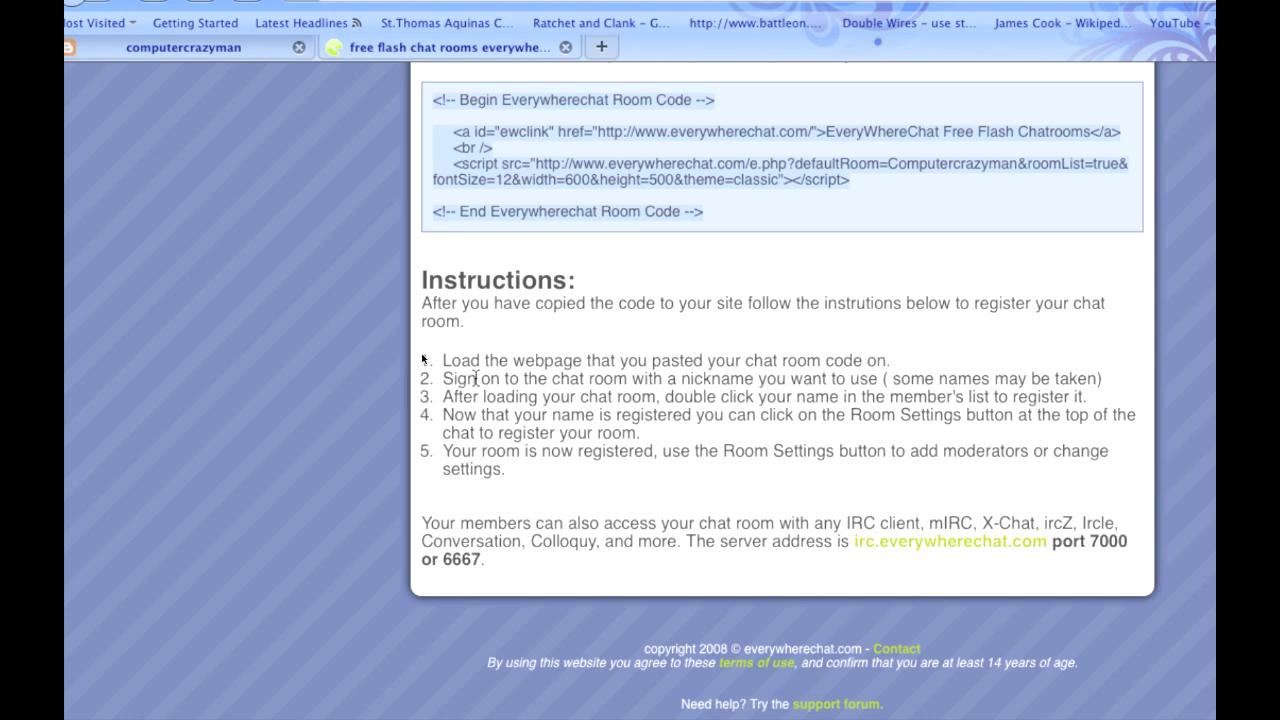 ost Visited Getting Started Latest Headlines St.Thomas Aquinas C... Ratchet and Clank – G... http://www.battleon.... Double Wires – use st... James Cook – Wikiped... YouTube –
computercrazyman free flash chat rooms everywhe... +
<!-- Begin Everywherechat Room Code -->
<a id="ewclink" href="http://www.everywherechat.com/">EveryWhereChat Free Flash Chatrooms</a>
<br />
<script src="http://www.everywherechat.com/e.php?defaultRoom=Computercrazyman&roomList=true&
fontSize=12&width=600&height=500&theme=classic"></script>
<!-- End Everywherechat Room Code -->
Instructions:
After you have copied the code to your site follow the instrutions below to register your chat
room.
. Load the webpage that you pasted your chat room code on.
2. Sign on to the chat room with a nickname you want to use ( some names may be taken)
3. After loading your chat room, double click your name in the member's list to register it.
4. Now that your name is registered you can click on the Room Settings button at the top of the
chat to register your room.
5. Your room is now registered, use the Room Settings button to add moderators or change
settings.
Your members can also access your chat room with any IRC client, mIRC, X-Chat, ircZ, Ircle,
Conversation, Colloquy, and more. The server address is irc.everywherechat.com port 7000
or 6667.
copyright 2008 © everywherechat.com - Contact
By using this website you agree to these terms of use, and confirm that you are at least 14 years of age.
Need help? Try the support forum.